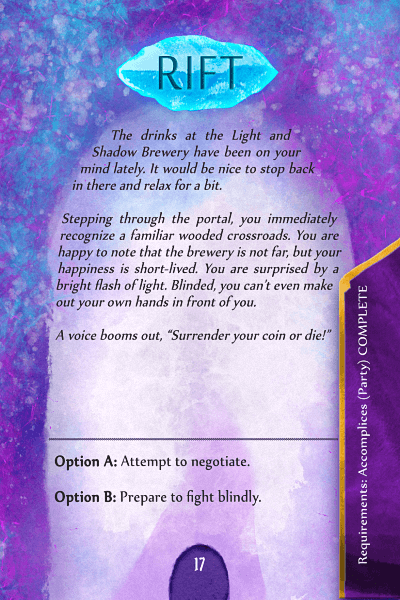 RIFT
The drinks at the Light and
Shadow Brewery have been on your
mind lately. It would be nice to stop back
in there and relax for a bit.
Stepping through the portal, you immediately
recognize a familiar wooded crossroads. You are
happy to note that the brewery is not far, but your
happiness is short-lived. You are surprised by a
bright flash of light. Blinded, you can't even make
out your own hands in front of you.
A voice booms out, "Surrender your coin or die!"
Option A: Attempt to negotiate.
Option B: Prepare to fight blindly.
Requirements: Accomplices (Party) COMPLETE
17